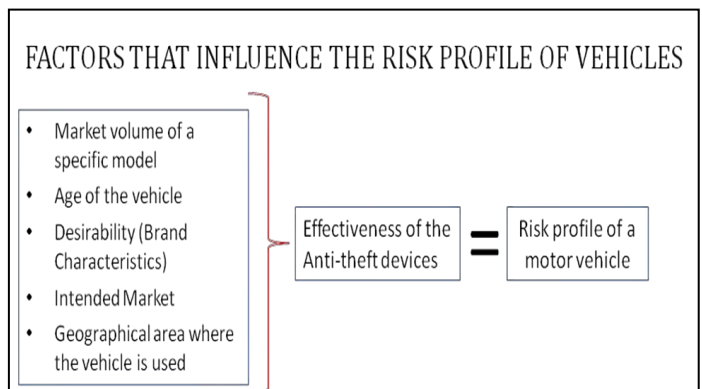 FACTORS THAT INFLUENCE THE RISK PROFILE OF VEHICLES
• Market volume of a
specific model
• Age of the vehicle
• Desirability (Brand
Characteristics)
• Intended Market
• Geographical area where
the vehicle is used
Effectiveness of the
Anti-theft devices
=
Risk profile of a
motor vehicle